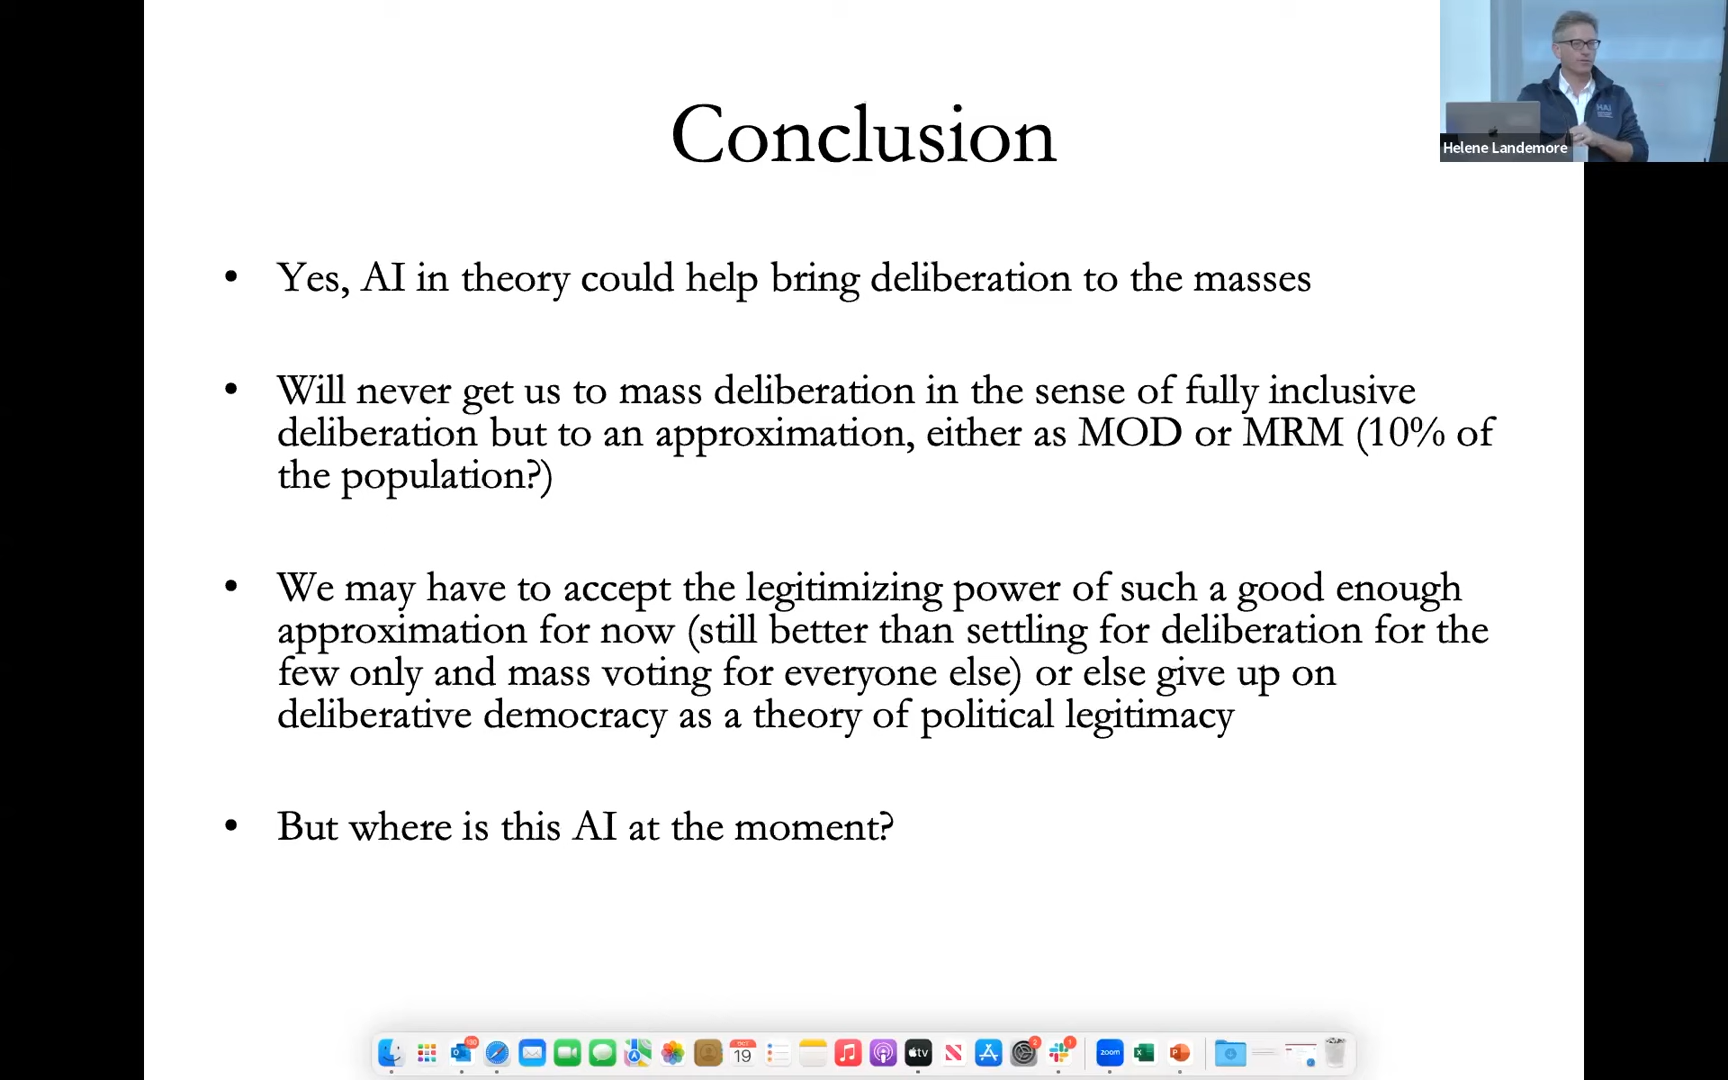 Conclusion
Helene Landemore
• Yes, AI in theory could help bring deliberation to the masses
• Will never get us to mass deliberation in the sense of fully inclusive
deliberation but to an approximation, either as MOD or MRM (10% of
the population?)
• We may have to accept the legitimizing power of such a good enough
approximation for now (still better than settling for deliberation for the
few only and mass voting for everyone else) or else give up on
deliberative democracy as a theory of political legitimacy
• But where is this AI at the moment?
OCT
19
tv
zoom